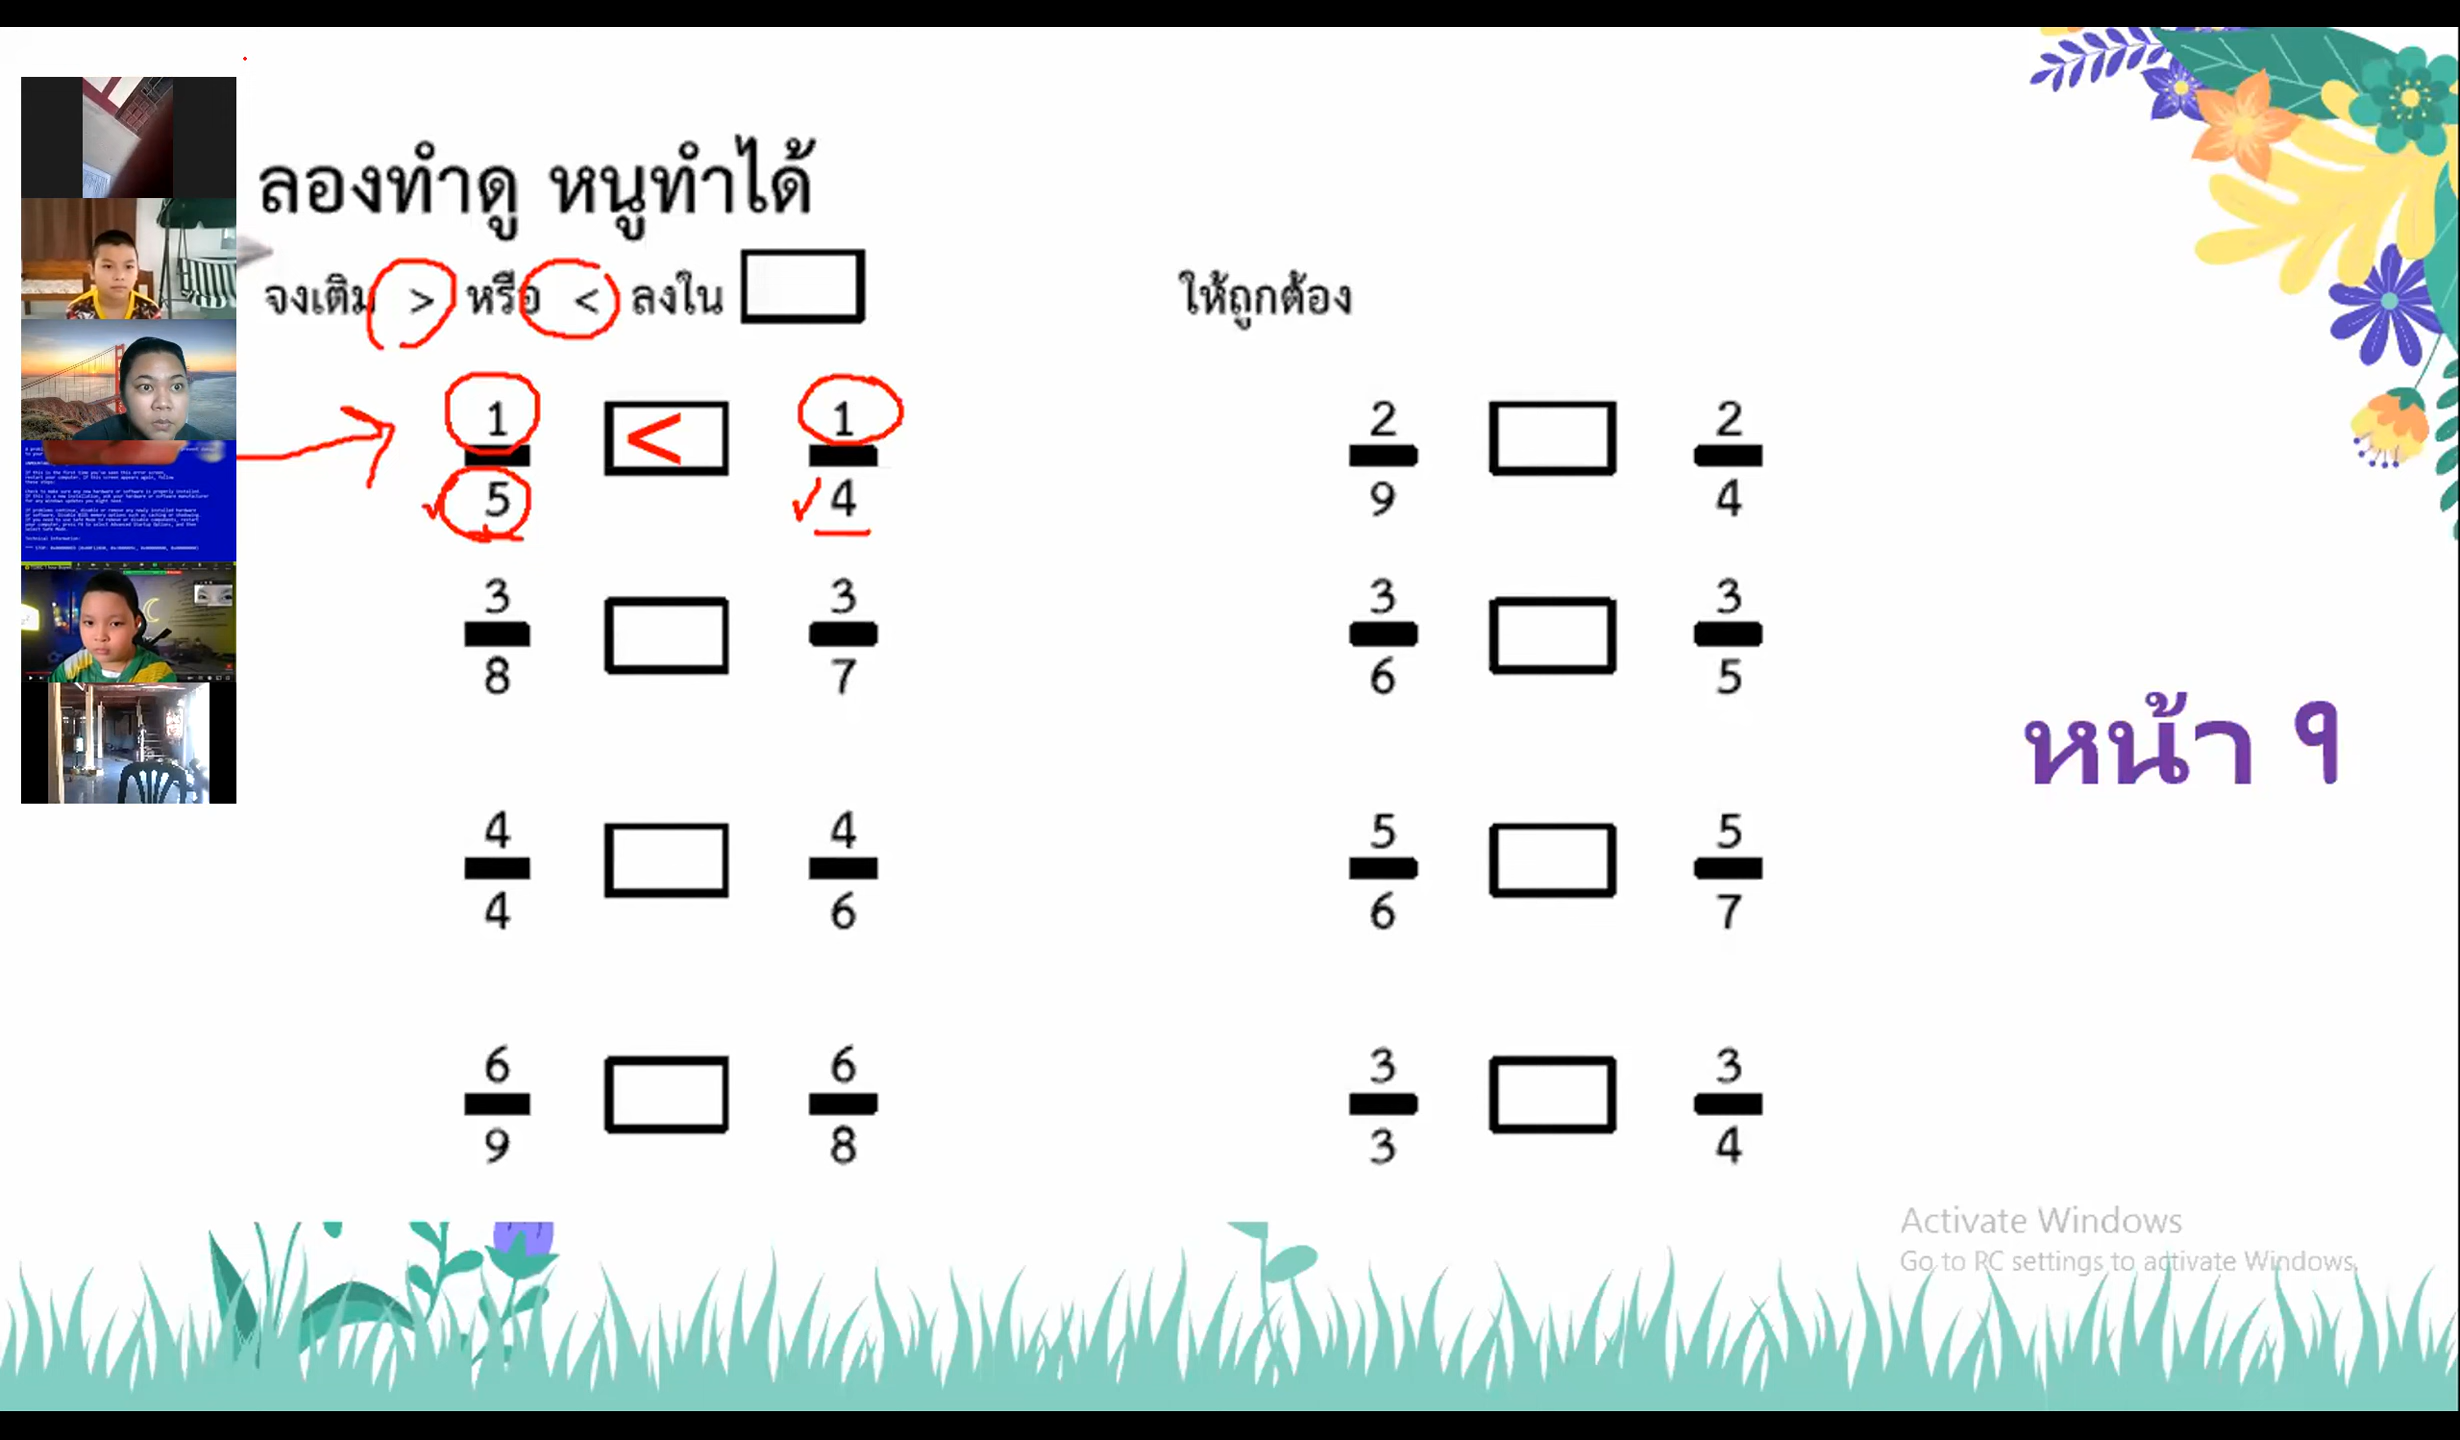 ลองทำดู หนูทำได้
จงเติม > หรือ < ลงใน ให้ถูกต้อง
1/5 < 1/4
2/9 2/4
3/8 3/7
3/6 3/5
หน้า ๆ
4/4 4/6
5/6 5/7
6/9 6/8
3/3 3/4
Activate Windows
Go to PC settings to activate Windows.